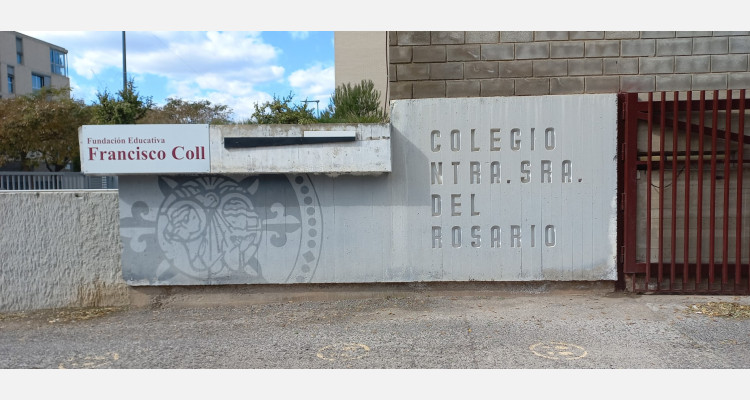 Fundación Educativa
Francisco Coll
COLEGIO
NTRA. SRA.
DEL
ROSARIO